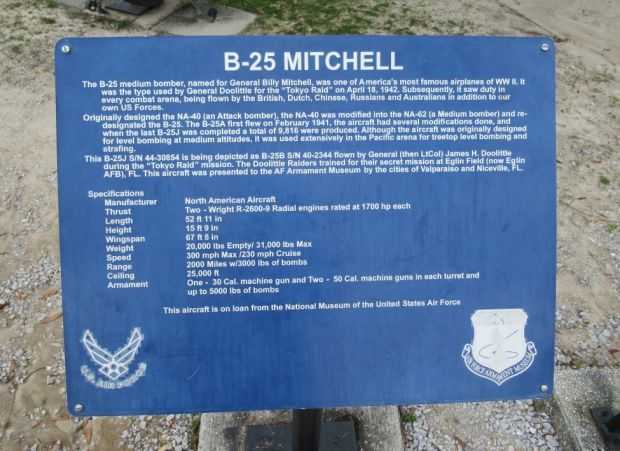 B-25 MITCHELL
The B-25 medium bomber, named for General Billy Mitchell, was one of America's most famous airplanes of WW II. It
was the type used by General Doolittle for the "Tokyo Raid" on April 18, 1942. Subsequently, it saw duty in
every combat arena, being flown by the British, Dutch, Chinese, Russians and Australians in addition to our
own US Forces.
Originally designed the NA-40 (an Attack bomber), the NA-40 was modified into the NA-62 (a Medium bomber) and re-
designated the B-25. The B-25A first flew on February 1941, the aircraft had several modifications done, and
when the last B-25J was completed a total of 9,816 were produced. Although the aircraft was originally designed
for level bombing at medium altitudes, it was used extensively in the Pacific arena for treetop level bombing and
strafing.
This B-25J S/N 44-30854 is being depicted as B-25B S/N 40-2344 flown by General (then LtCol) James H. Doolittle
during the "Tokyo Raid" mission. The Doolittle Raiders trained for their secret mission at Eglin Field (now Eglin
AFB), FL. This aircraft was presented to the AF Armament Museum by the cities of Valparaiso and Niceville, FL.
Specifications
Manufacturer North American Aircraft
Thrust Two - Wright R-2600-9 Radial engines rated at 1700 hp each
Length 52 ft 11 in
Height 15 ft 9 in
Wingspan 67 ft 6 in
Weight 20,000 lbs Empty/ 31,000 lbs Max
Speed 300 mph Max /230 mph Cruise
Range 2000 Miles w/3000 lbs of bombs
Ceiling 25,000 ft
Armament One - 30 Cal. machine gun and Two - 50 Cal. machine guns in each turret and
up to 5000 lbs of bombs
This aircraft is on loan from the National Museum of the United States Air Force
U.S. AIR FORCE
AIR FORCE ARMAMENT MUSEUM